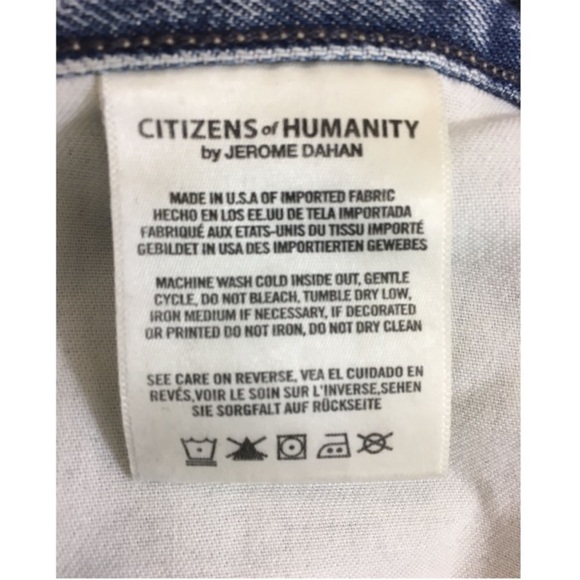 CITIZENS of HUMANITY
by JEROME DAHAN
MADE IN U.S.A OF IMPORTED FABRIC
HECHO EN LOS EE.UU DE TELA IMPORTADA
FABRIQUÉ AUX ETATS-UNIS DU TISSU IMPORTÉ
GEBILDET IN USA DES IMPORTIERTEN GEWEBES
MACHINE WASH COLD INSIDE OUT, GENTLE
CYCLE, DO NOT BLEACH, TUMBLE DRY LOW,
IRON MEDIUM IF NECESSARY, IF DECORATED
OR PRINTED DO NOT IRON, DO NOT DRY CLEAN
SEE CARE ON REVERSE, VEA EL CUIDADO EN
REVÉS,VOIR LE SOIN SUR L'INVERSE,SEHEN
SIE SORGFALT AUF RÜCKSEITE